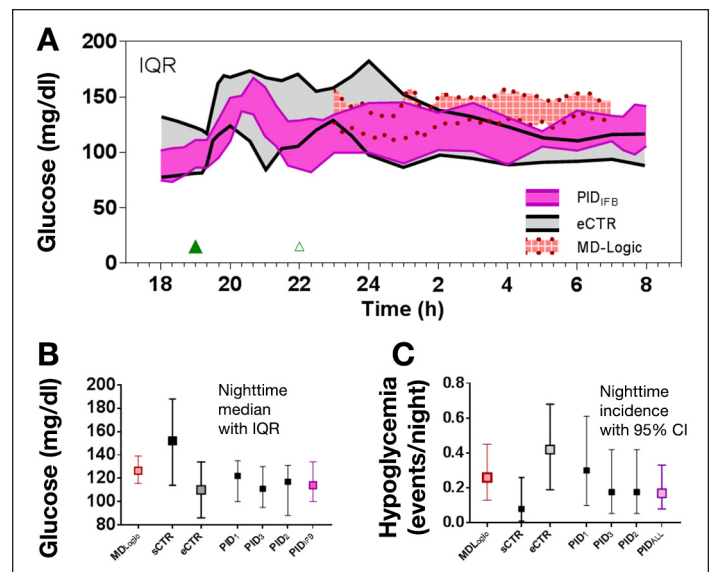 A
Glucose (mg/dl)
200
150
100
50
0
IQR
PIDIFB
eCTR
MD-Logic
18 20 22 24 2 4 6 8
Time (h)
B
Glucose (mg/dl)
200
180
160
140
120
100
80
Nighttime
median
with IQR
MDLogic sCTR eCTR PID1 PID3 PID2 PIDIFB
C
Hypoglycemia
(events/night)
0.8
0.6
0.4
0.2
0.0
Nighttime
incidence
with 95% CI
MDLogic sCTR eCTR PID1 PID3 PID2 PIDALL